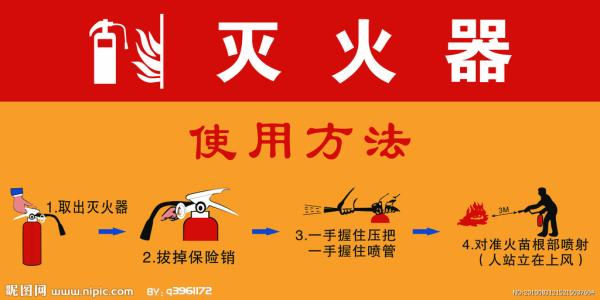 灭火器
使用方法
1.取出灭火器
2.拔掉保险销
3.一手握住压把
一手握住喷管
3M
4.对准火苗根部喷射
（人站立在上风）
昵图网
www.nipic.com
BY: q3961172